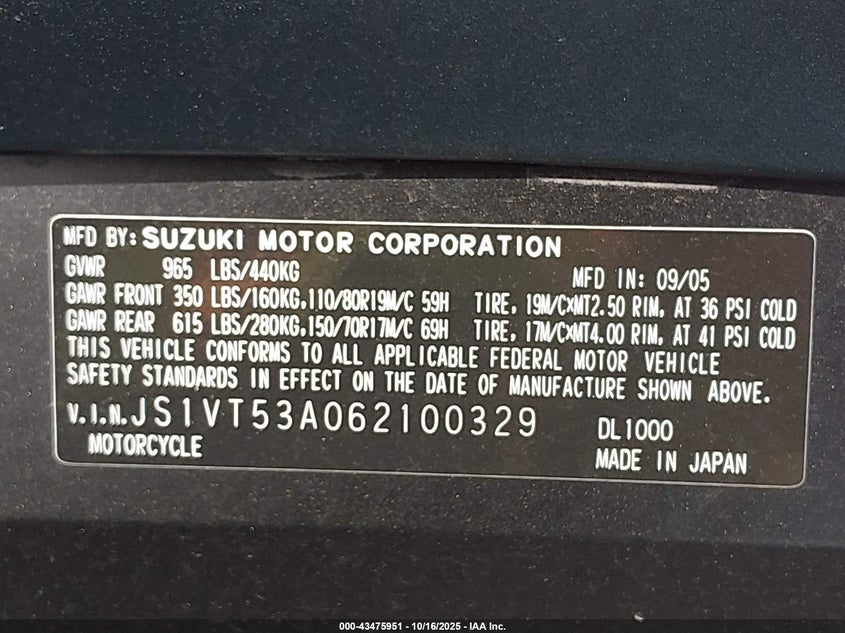 MFD BY: SUZUKI MOTOR CORPORATION
GVWR 965 LBS/440KG MFD IN: 09/05
GAWR FRONT 350 LBS/160KG,110/80R19M/C 59H TIRE, 19M/C×MT2.50 RIM, AT 36 PSI COLD
GAWR REAR 615 LBS/280KG,150/70R17M/C 69H TIRE, 17M/C×MT4.00 RIM, AT 41 PSI COLD
THIS VEHICLE CONFORMS TO ALL APPLICABLE FEDERAL MOTOR VEHICLE
SAFETY STANDARDS IN EFFECT ON THE DATE OF MANUFACTURE SHOWN ABOVE.
V.I.N. JS1VT53A062100329 DL1000
MOTORCYCLE MADE IN JAPAN
000-43475951 - 10/16/2025 - IAA Inc.